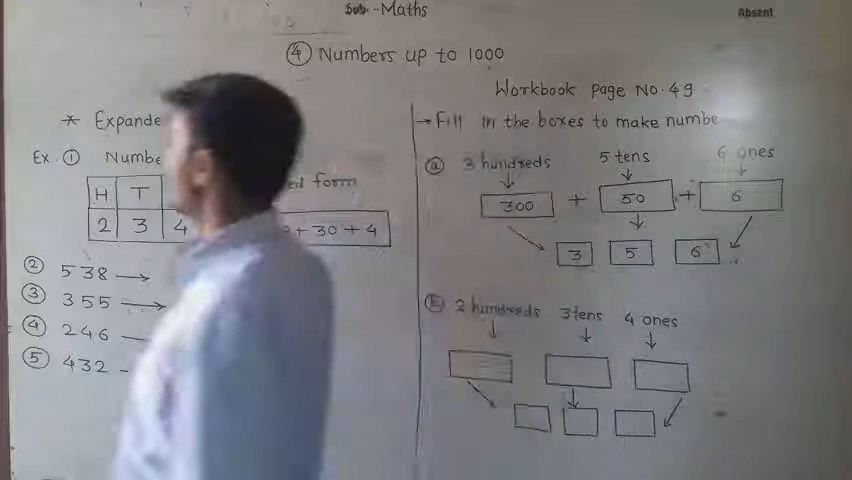 Sub.-Maths
Absent
④ Numbers up to 1000
* Expande
Ex. ① Numbe
ed form
H T
2 3 4
+ 30 + 4
② 538 →
③ 355 →
④ 246
⑤ 432
Workbook Page No. 49
→ Fill in the boxes to make numbe
ⓐ 3 hundreds 5 tens 6 ones
300 + 50 + 6
3 5 6
ⓑ 2 hundreds 3 tens 4 ones